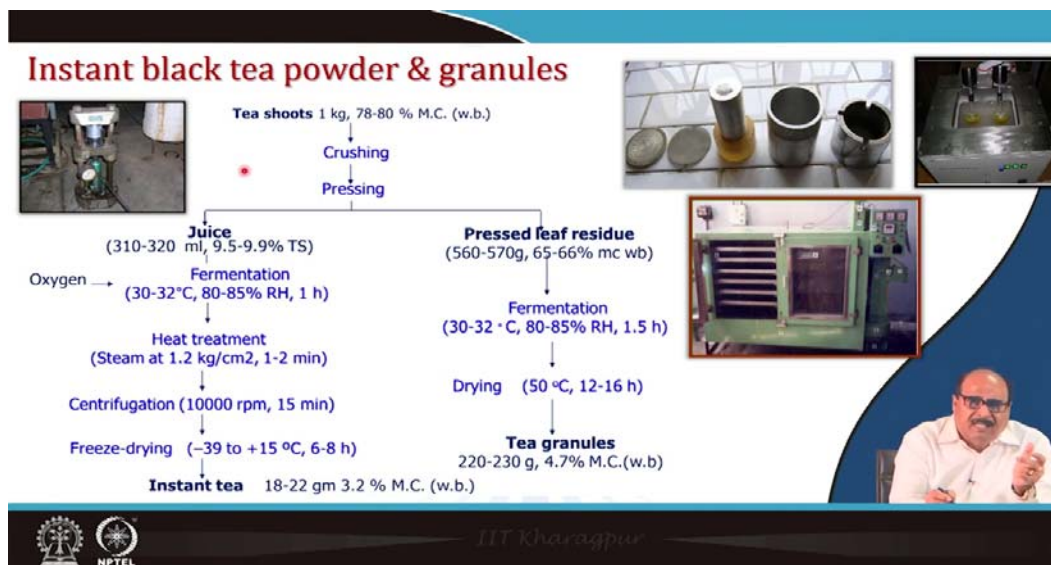 Instant black tea powder & granules
Tea shoots 1 kg, 78-80 % M.C. (w.b.)
Crushing
Pressing
Juice
(310-320 ml, 9.5-9.9% TS)
Oxygen
Fermentation
(30-32°C, 80-85% RH, 1 h)
Heat treatment
(Steam at 1.2 kg/cm2, 1-2 min)
Centrifugation (10000 rpm, 15 min)
Freeze-drying (–39 to +15 ºC, 6-8 h)
Instant tea 18-22 gm 3.2 % M.C. (w.b.)
Pressed leaf residue
(560-570g, 65-66% mc wb)
Fermentation
(30-32 °C, 80-85% RH, 1.5 h)
Drying (50 ºC, 12-16 h)
Tea granules
220-230 g, 4.7% M.C.(w.b)
IIT Kharagpur
NPTEL